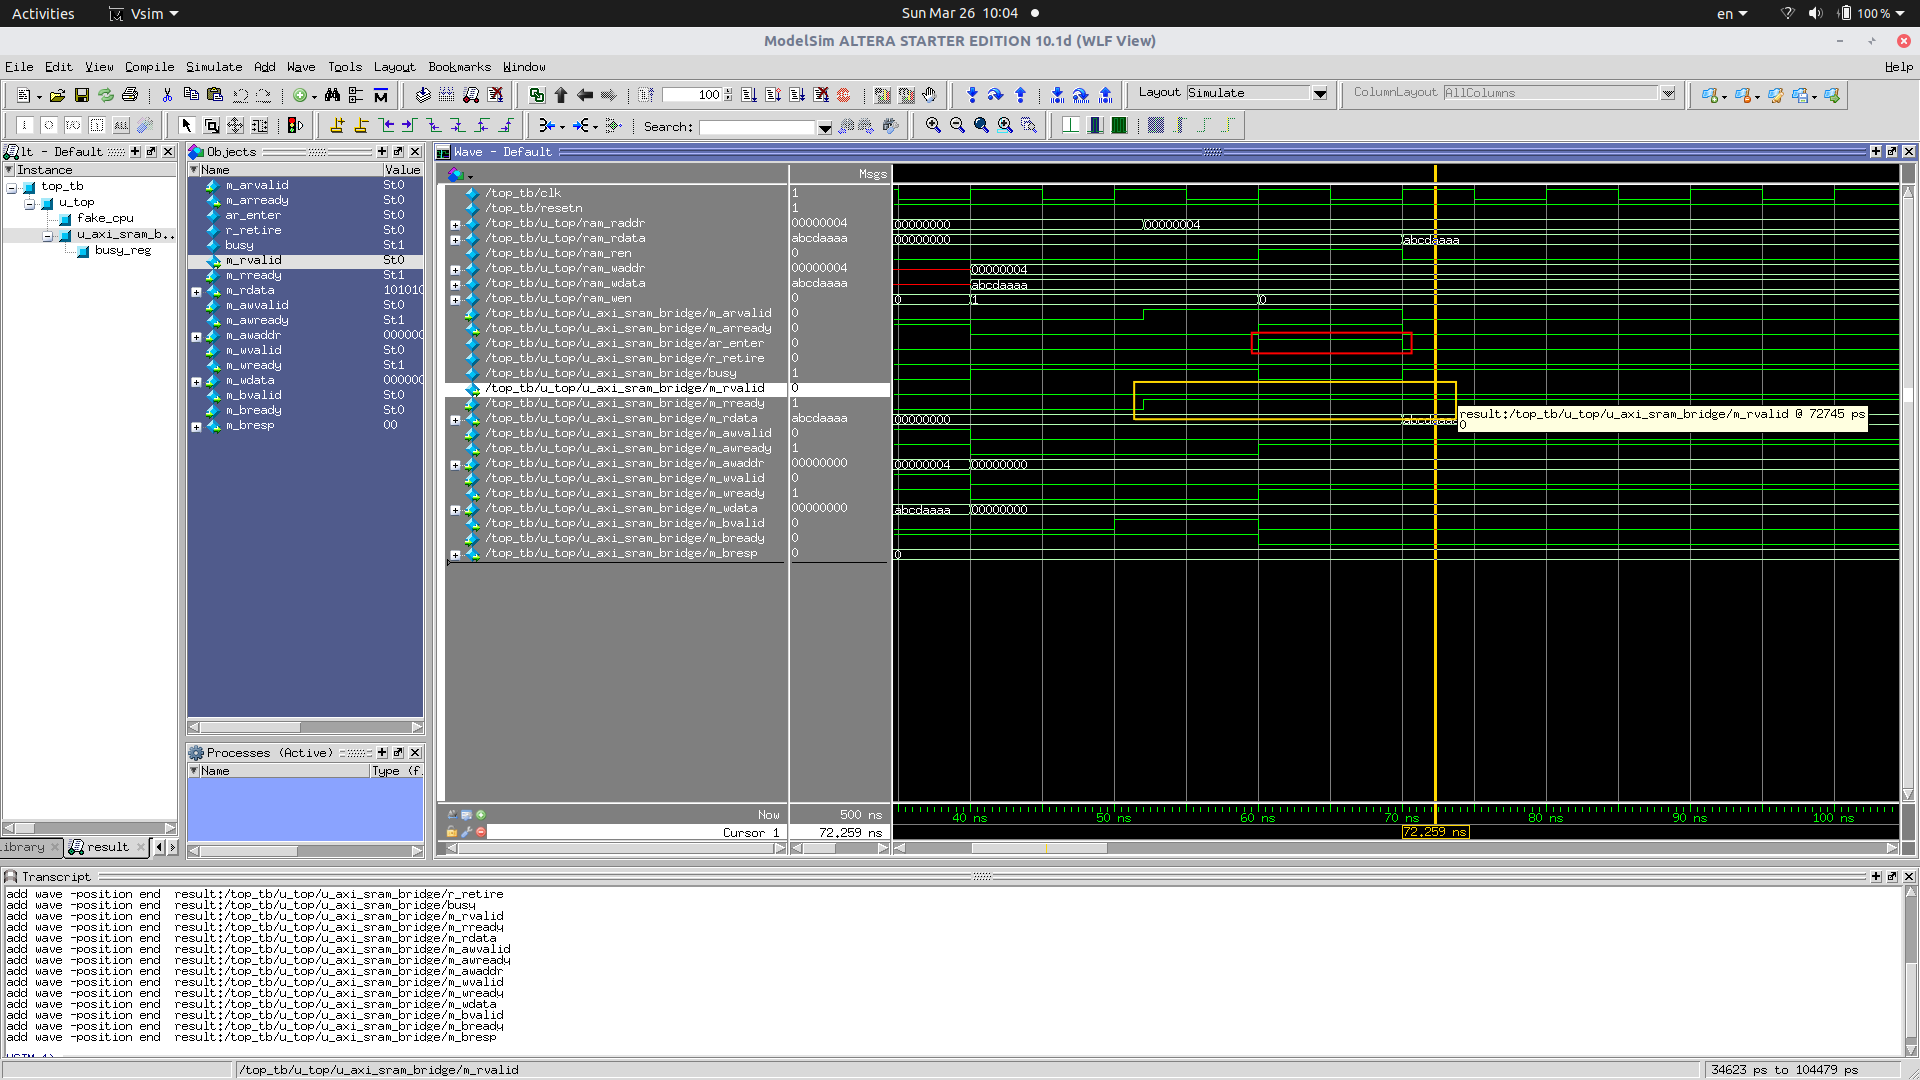 Activities
Vsim
Sun Mar 26 10:04
en
100 %
ModelSim ALTERA STARTER EDITION 10.1d (WLF View)
File Edit View Compile Simulate Add Wave Tools Layout Bookmarks Window Help
100
Layout Simulate
ColumnLayout AllColumns
Search:
lt - Default
Instance
top_tb
u_top
fake_cpu
u_axi_sram_b..
busy_reg
library
result
Objects
Name Value
m_arvalid St0
m_arready St0
ar_enter St0
r_retire St0
busy St1
m_rvalid St0
m_rready St1
m_rdata 101010
m_awvalid St0
m_awready St1
m_awaddr 000000
m_wvalid St0
m_wready St1
m_wdata 000000
m_bvalid St0
m_bready St0
m_bresp 00
Processes (Active)
Name Type (f
Wave - Default
Msgs
/top_tb/clk 1
/top_tb/resetn 1
/top_tb/u_top/ram_raddr 00000004 00000000 00000004
/top_tb/u_top/ram_rdata abcdaaaa 00000000 abcdaaaa
/top_tb/u_top/ram_ren 0
/top_tb/u_top/ram_waddr 00000004 00000004
/top_tb/u_top/ram_wdata abcdaaaa abcdaaaa
/top_tb/u_top/ram_wen 0 0 1 0
/top_tb/u_top/u_axi_sram_bridge/m_arvalid 0
/top_tb/u_top/u_axi_sram_bridge/m_arready 0
/top_tb/u_top/u_axi_sram_bridge/ar_enter 0
/top_tb/u_top/u_axi_sram_bridge/r_retire 0
/top_tb/u_top/u_axi_sram_bridge/busy 1
/top_tb/u_top/u_axi_sram_bridge/m_rvalid 0
/top_tb/u_top/u_axi_sram_bridge/m_rready 1
/top_tb/u_top/u_axi_sram_bridge/m_rdata abcdaaaa 00000000 abcdaaaa
/top_tb/u_top/u_axi_sram_bridge/m_awvalid 0
/top_tb/u_top/u_axi_sram_bridge/m_awready 1
/top_tb/u_top/u_axi_sram_bridge/m_awaddr 00000000 00000004 00000000
/top_tb/u_top/u_axi_sram_bridge/m_wvalid 0
/top_tb/u_top/u_axi_sram_bridge/m_wready 1
/top_tb/u_top/u_axi_sram_bridge/m_wdata 00000000 abcdaaaa 00000000
/top_tb/u_top/u_axi_sram_bridge/m_bvalid 0
/top_tb/u_top/u_axi_sram_bridge/m_bready 0
/top_tb/u_top/u_axi_sram_bridge/m_bresp 0 0
result:/top_tb/u_top/u_axi_sram_bridge/m_rvalid @ 72745 ps
0
Now 500 ns
40 ns 50 ns 60 ns 70 ns 80 ns 90 ns 100 ns
Cursor 1 72.259 ns 72.259 ns
Transcript
add wave -position end result:/top_tb/u_top/u_axi_sram_bridge/r_retire
add wave -position end result:/top_tb/u_top/u_axi_sram_bridge/busy
add wave -position end result:/top_tb/u_top/u_axi_sram_bridge/m_rvalid
add wave -position end result:/top_tb/u_top/u_axi_sram_bridge/m_rready
add wave -position end result:/top_tb/u_top/u_axi_sram_bridge/m_rdata
add wave -position end result:/top_tb/u_top/u_axi_sram_bridge/m_awvalid
add wave -position end result:/top_tb/u_top/u_axi_sram_bridge/m_awready
add wave -position end result:/top_tb/u_top/u_axi_sram_bridge/m_awaddr
add wave -position end result:/top_tb/u_top/u_axi_sram_bridge/m_wvalid
add wave -position end result:/top_tb/u_top/u_axi_sram_bridge/m_wready
add wave -position end result:/top_tb/u_top/u_axi_sram_bridge/m_wdata
add wave -position end result:/top_tb/u_top/u_axi_sram_bridge/m_bvalid
add wave -position end result:/top_tb/u_top/u_axi_sram_bridge/m_bready
add wave -position end result:/top_tb/u_top/u_axi_sram_bridge/m_bresp
/top_tb/u_top/u_axi_sram_bridge/m_rvalid
34623 ps to 104479 ps